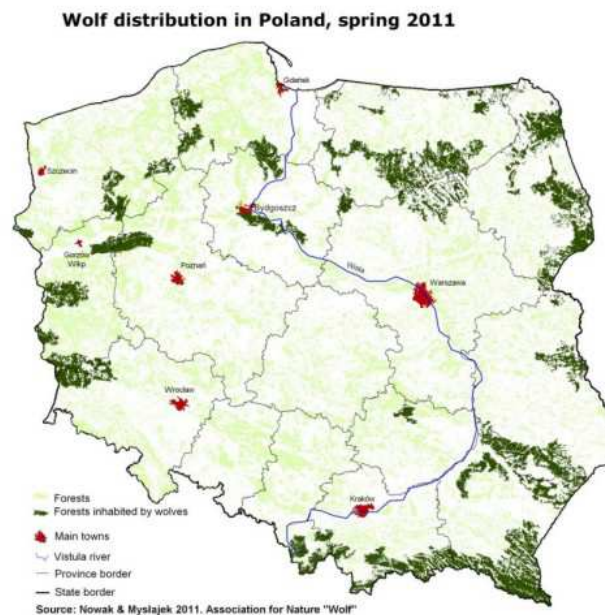 Wolf distribution in Poland, spring 2011
Gdańsk
Szczecin
Bydgoszcz
Gorzów
Wlkp
Poznań
Wisła
Warszawa
Wrocław
Kraków
Forests
Forests inhabited by wolves
Main towns
Vistula river
Province border
State border
Source: Nowak & Mysłajek 2011. Association for Nature "Wolf"